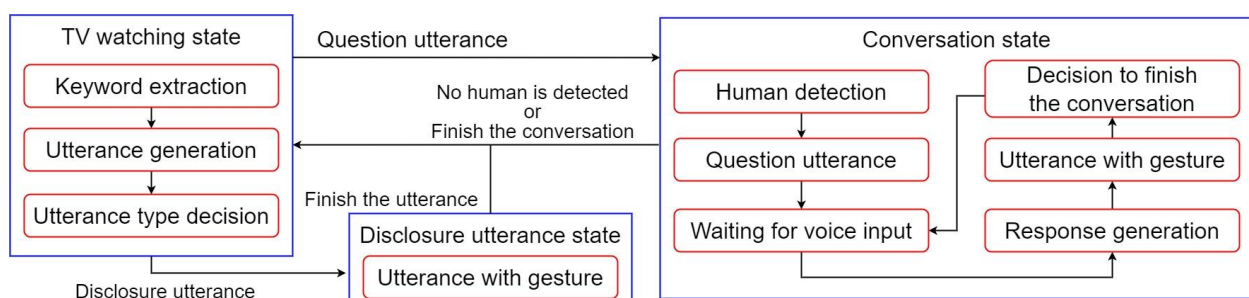 TV watching state
Keyword extraction
Utterance generation
Utterance type decision
Question utterance
No human is detected
or
Finish the conversation
Finish the utterance
Disclosure utterance
Disclosure utterance state
Utterance with gesture
Conversation state
Human detection
Question utterance
Waiting for voice input
Decision to finish
the conversation
Utterance with gesture
Response generation